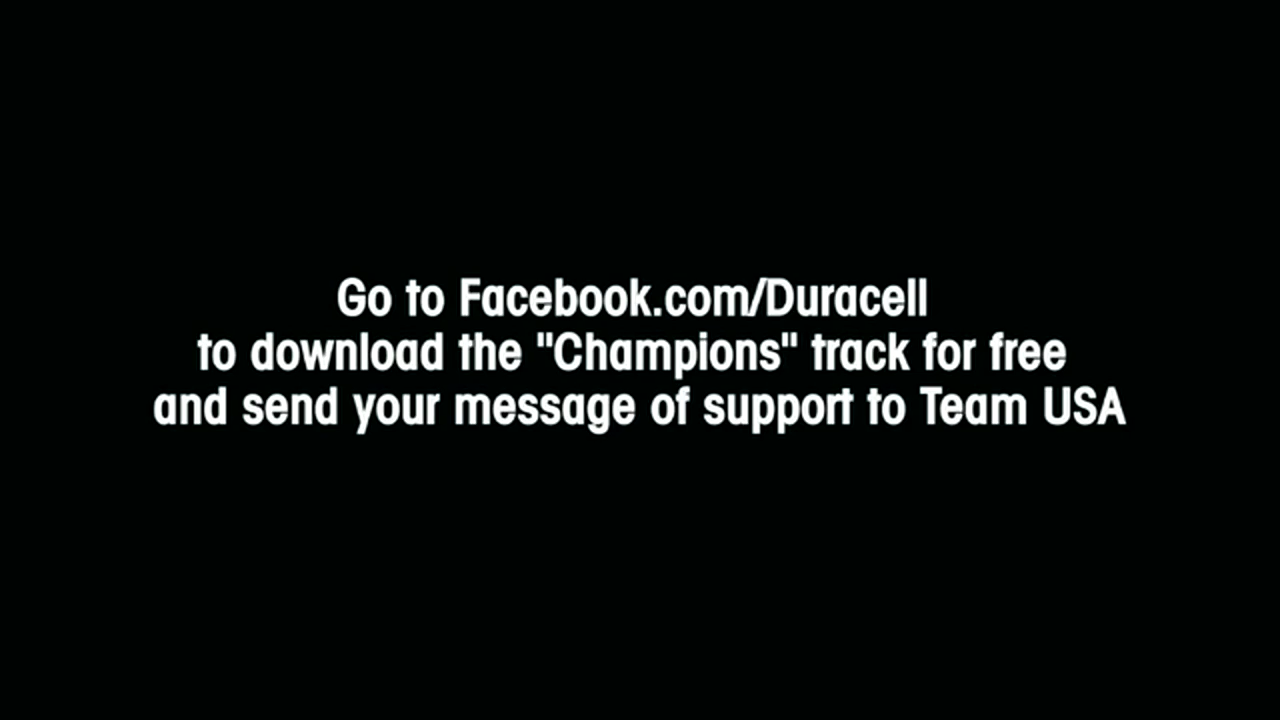 Go to Facebook.com/Duracell
to download the "Champions" track for free
and send your message of support to Team USA